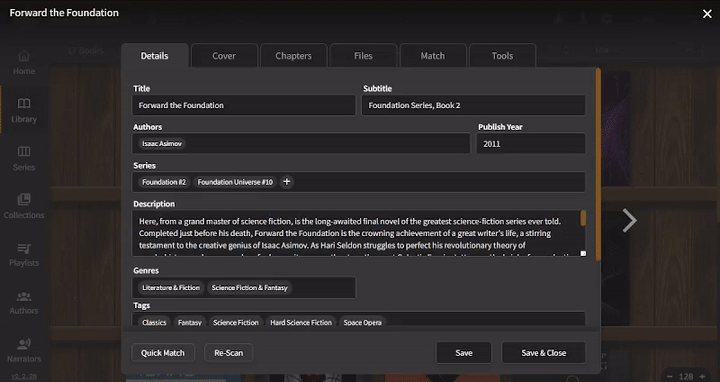 Forward the Foundation
Details
Cover
Chapters
Files
Match
Tools
Home
Library
Series
Collections
Playlists
Authors
Narrators
Title
Forward the Foundation
Subtitle
Foundation Series, Book 2
Authors
Isaac Asimov
Publish Year
2011
Series
Foundation #2
Foundation Universe #10
+
Description
Here, from a grand master of science fiction, is the long-awaited final novel of the greatest science-fiction series ever told.
Completed just before his death, Forward the Foundation is the crowning achievement of a great writer's life, a stirring
testament to the creative genius of Isaac Asimov. As Hari Seldon struggles to perfect his revolutionary theory of
Genres
Literature & Fiction
Science Fiction & Fantasy
Tags
Classics
Fantasy
Science Fiction
Hard Science Fiction
Space Opera
Quick Match
Re-Scan
Save
Save & Close
− 120 +